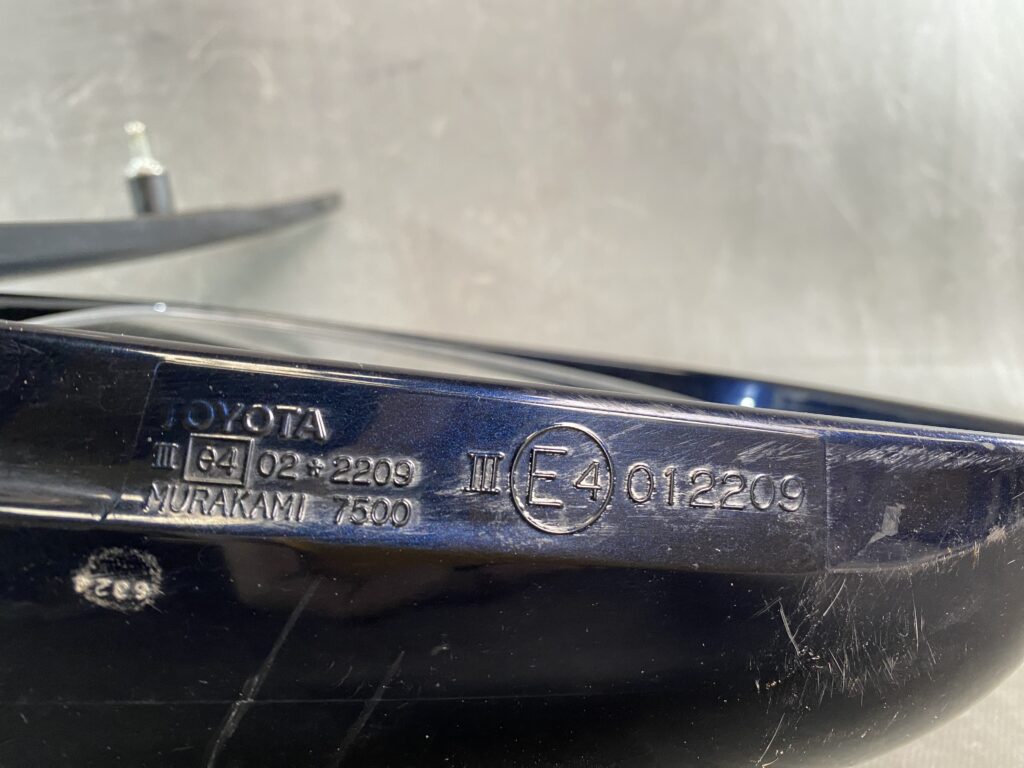 TOYOTA
III e4 02*2209
MURAKAMI 7500
III E4 012209